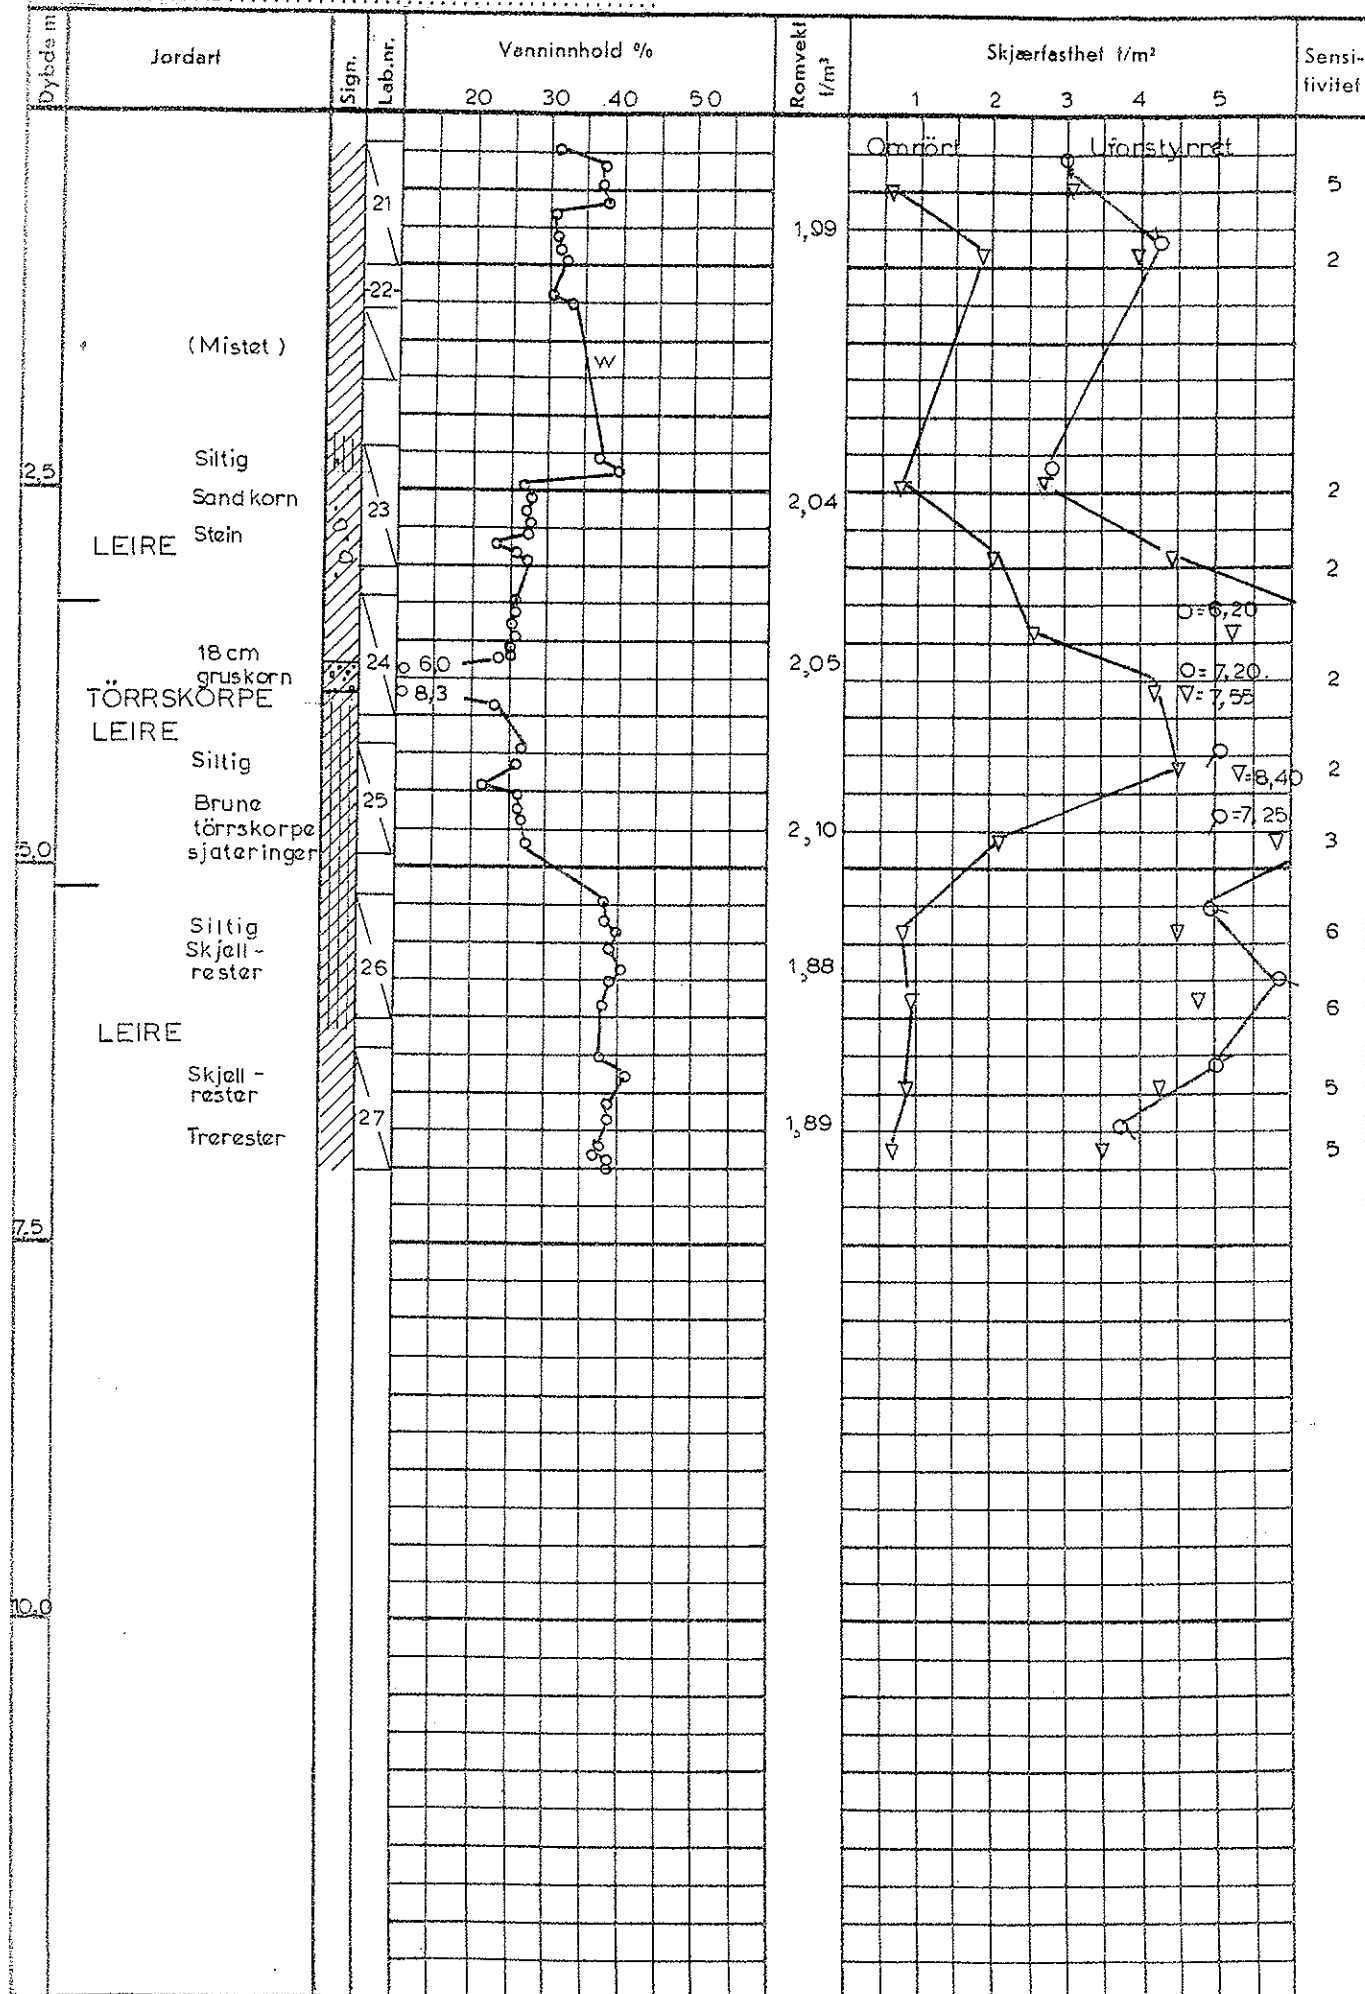 Dybde m Jordart Sign. Lab.nr. Vanninnhold % Romvekt t/m³ Skjærfasthet t/m² Sensi-
tivitet
20 30 40 50 1 2 3 4 5
Omrört Uforstyrret
21 5
1,99
2
22
(Mistet) W
Siltig
2,5
Sandkorn 23 2,04 2
Stein
LEIRE
2
O=6,20
18 cm 24 6,0 2,05 O=7,20
gruskorn 2
TÖRRSKORPE 8,3 ∇=7,55
LEIRE
Siltig 2
∇=8,40
Brune 25
törrskorpe 2,10 O=7,25
sjateringer 3
5,0
Siltig 6
Skjell-
rester 26 1,88
6
LEIRE
Skjell-
rester 5
27 1,89
Trerester 5
7,5
10,0